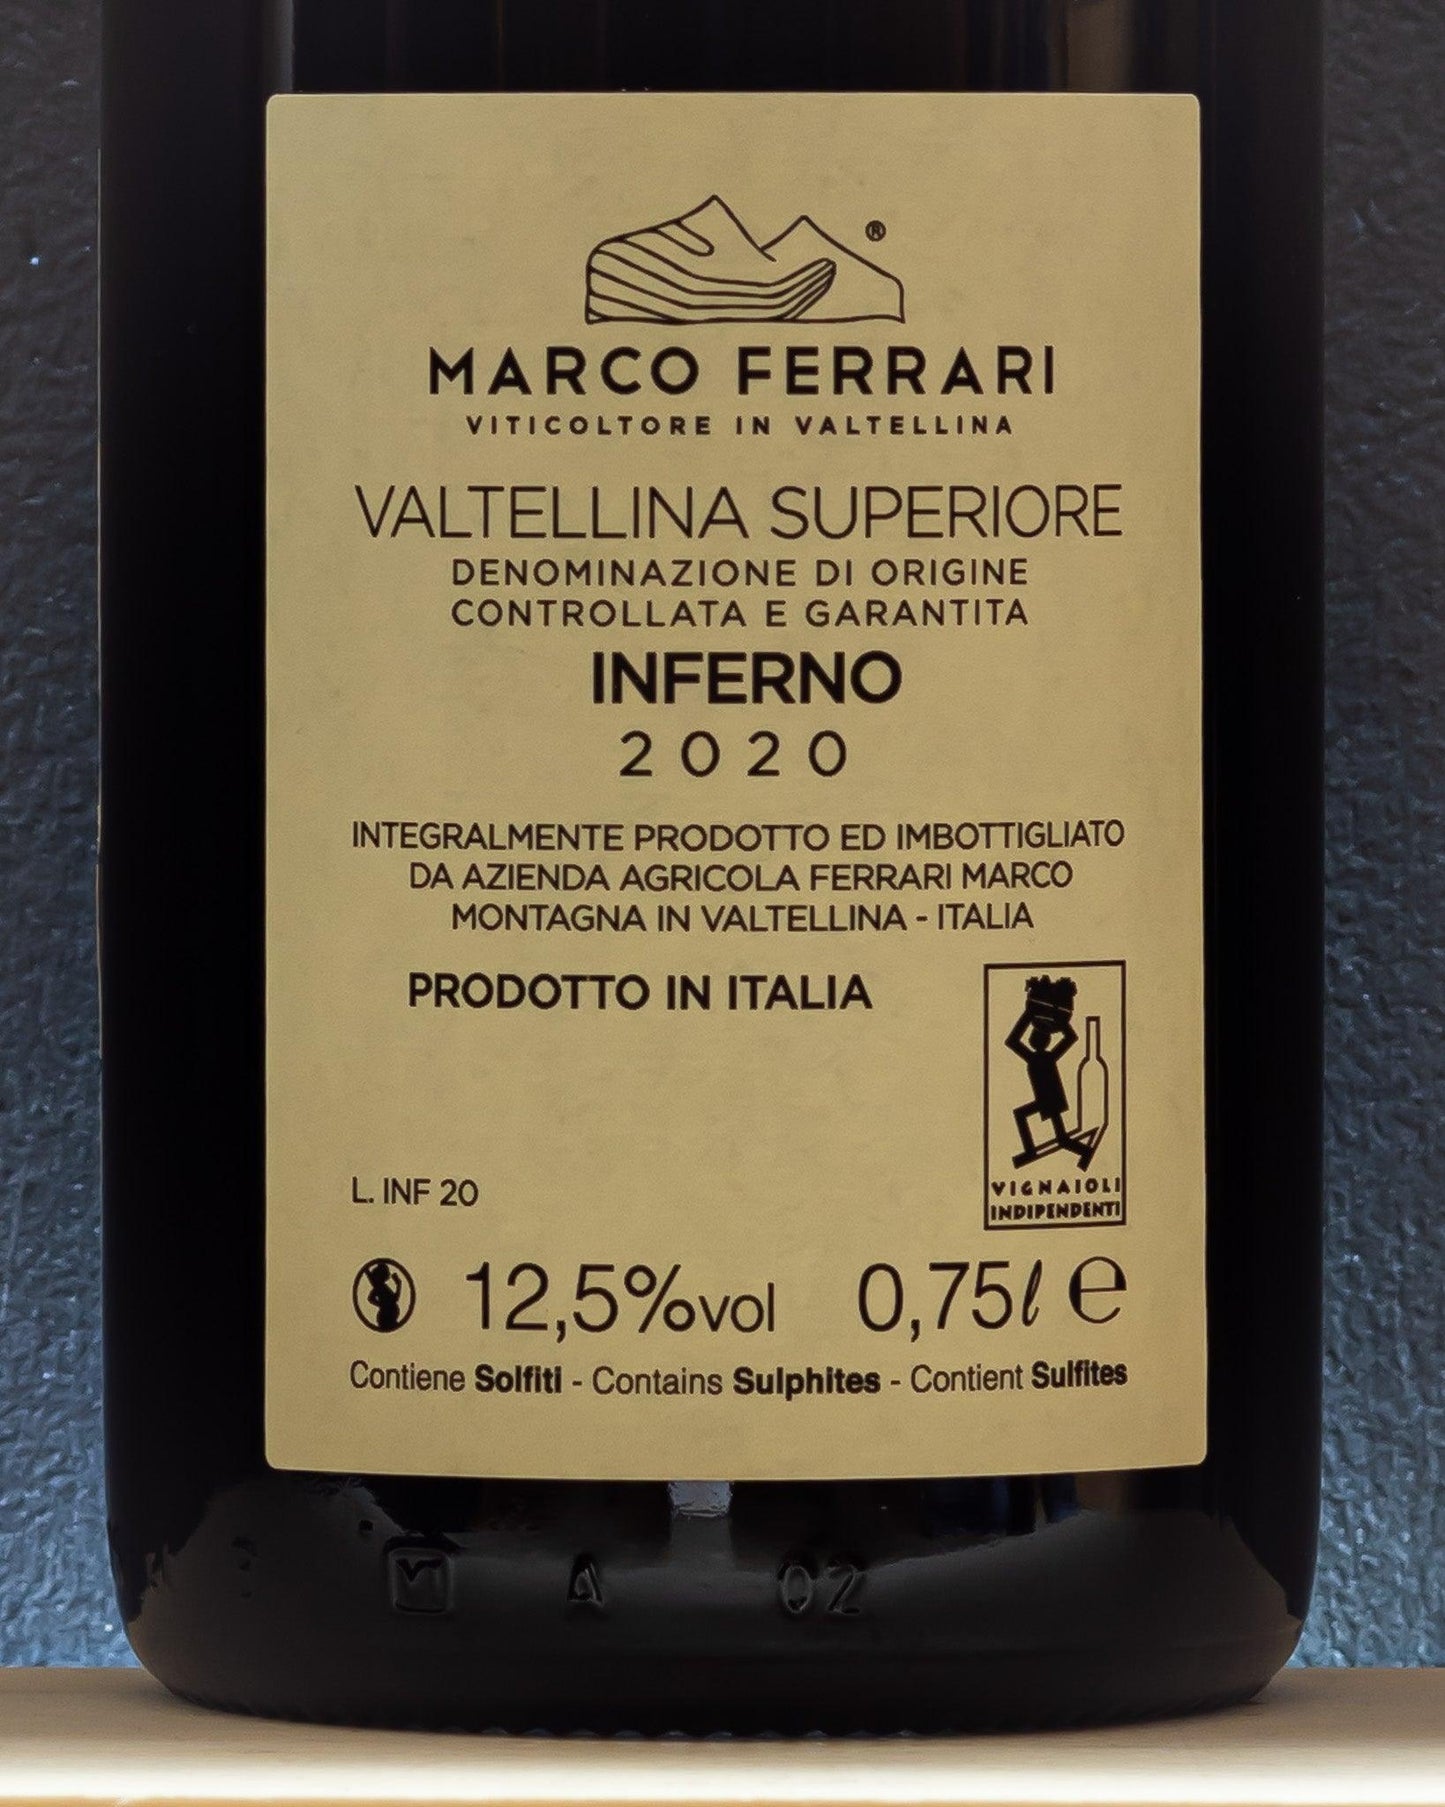 ®
MARCO FERRARI
VITICOLTORE IN VALTELLINA
VALTELLINA SUPERIORE
DENOMINAZIONE DI ORIGINE
CONTROLLATA E GARANTITA
INFERNO
2020
INTEGRALMENTE PRODOTTO ED IMBOTTIGLIATO
DA AZIENDA AGRICOLA FERRARI MARCO
MONTAGNA IN VALTELLINA - ITALIA
PRODOTTO IN ITALIA
VIGNAIOLI
INDIPENDENTI
L. INF 20
12,5%vol 0,75ℓ ℮
Contiene Solfiti - Contains Sulphites - Contient Sulfites
A 02